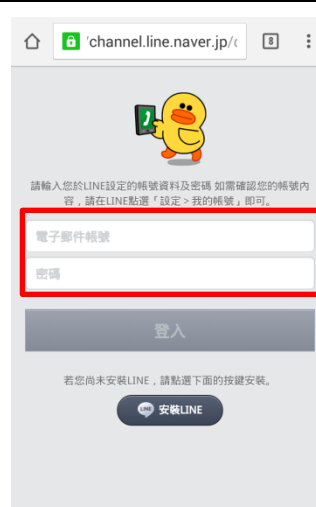 'channel.line.naver.jp/
8
請輸入您於LINE設定的帳號資料及密碼 如需確認您的帳號內
容，請在LINE點選「設定 > 我的帳號」即可。
電子郵件帳號
密碼
登入
若您尚未安裝LINE，請點選下面的按鍵安裝。
LINE 安裝LINE